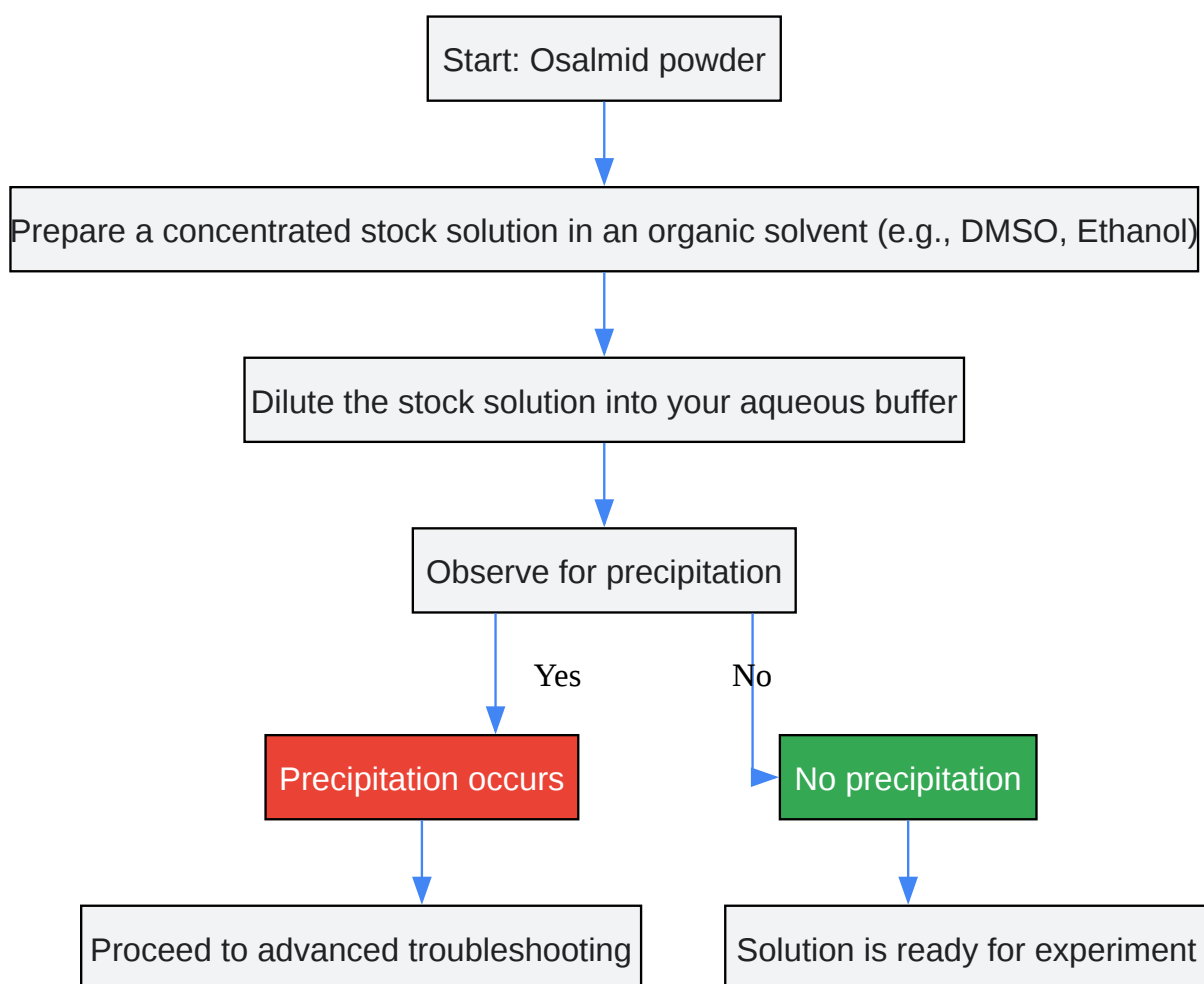 Start: Osalmid powder
Prepare a concentrated stock solution in an organic solvent (e.g., DMSO, Ethanol)
Dilute the stock solution into your aqueous buffer
Observe for precipitation
Yes
No
Precipitation occurs
No precipitation
Proceed to advanced troubleshooting
Solution is ready for experiment